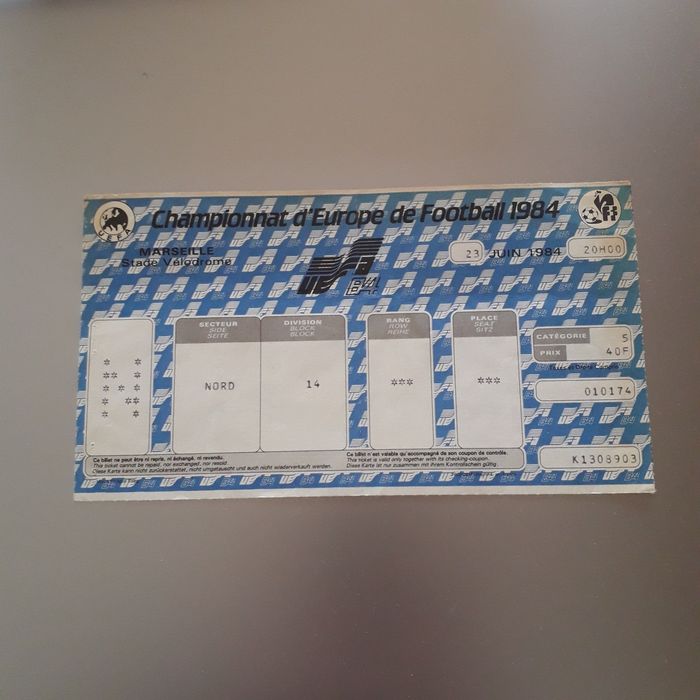 Championnat d'Europe de Football 1984
UEFA
MARSEILLE
Stade Vélodrome
UEFA 84
23 JUIN 1984 20H00
SECTEUR
SIDE
SEITE
NORD
DIVISION
BLOCK
BLOCK
14
RANG
ROW
REIHE
***
PLACE
SEAT
SITZ
***
CATÉGORIE 5
PRIX 40F
010174
K1308903
Ce billet ne peut être ni repris, ni échangé, ni revendu.
This ticket cannot be repaid, nor exchanged, nor resold.
Diese Karte kann nicht zurückerstattet, nicht umgetauscht und auch nicht wiederverkauft werden.
Ce billet n'est valable qu'accompagné de son coupon de contrôle.
This ticket is valid only together with its checking-coupon.
Diese Karte ist nur zusammen mit ihrem Kontrollschein gültig.